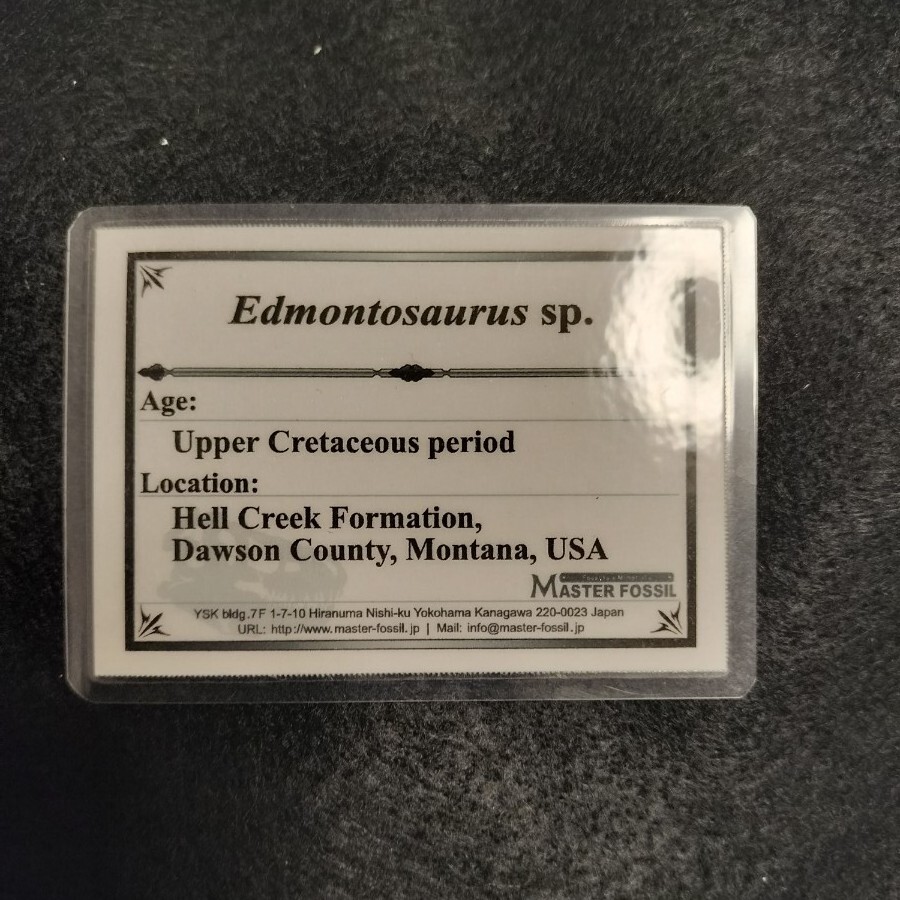 Edmontosaurus sp.
Age:
Upper Cretaceous period
Location:
Hell Creek Formation,
Dawson County, Montana, USA
MASTER FOSSIL
YSK bldg.7F 1-7-10 Hiranuma Nishi-ku Yokohama Kanagawa 220-0023 Japan
URL: http://www.master-fossil.jp | Mail: info@master-fossil.jp